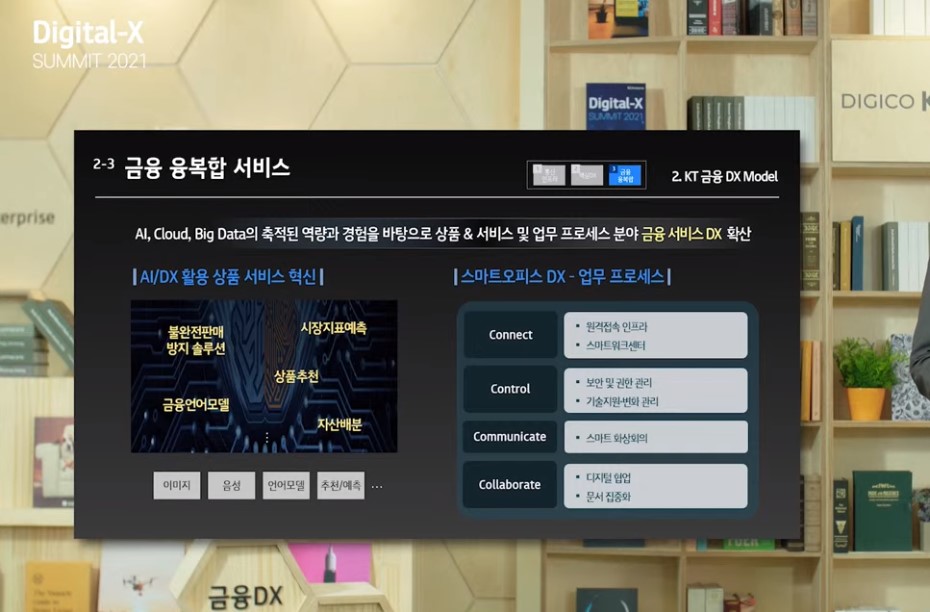 Digital-X
SUMMIT 2021
Digital-X
SUMMIT 2021
DIGICO
erprise
2-3 금융 융복합 서비스
3 금융
융복합
2. KT 금융 DX Model
AI, Cloud, Big Data의 축적된 역량과 경험을 바탕으로 상품 & 서비스 및 업무 프로세스 분야 금융 서비스 DX 확산
AI/DX 활용 상품 서비스 혁신
불완전판매
방지 솔루션
시장지표예측
상품추천
금융언어모델
자산배분
이미지
음성
언어모델
추천/예측
...
스마트오피스 DX - 업무 프로세스
Connect
• 원격접속 인프라
• 스마트워크센터
Control
• 보안 및 권한 관리
• 기술지원·변화 관리
Communicate
• 스마트 화상회의
Collaborate
• 디지털 협업
• 문서 집중화
금융DX